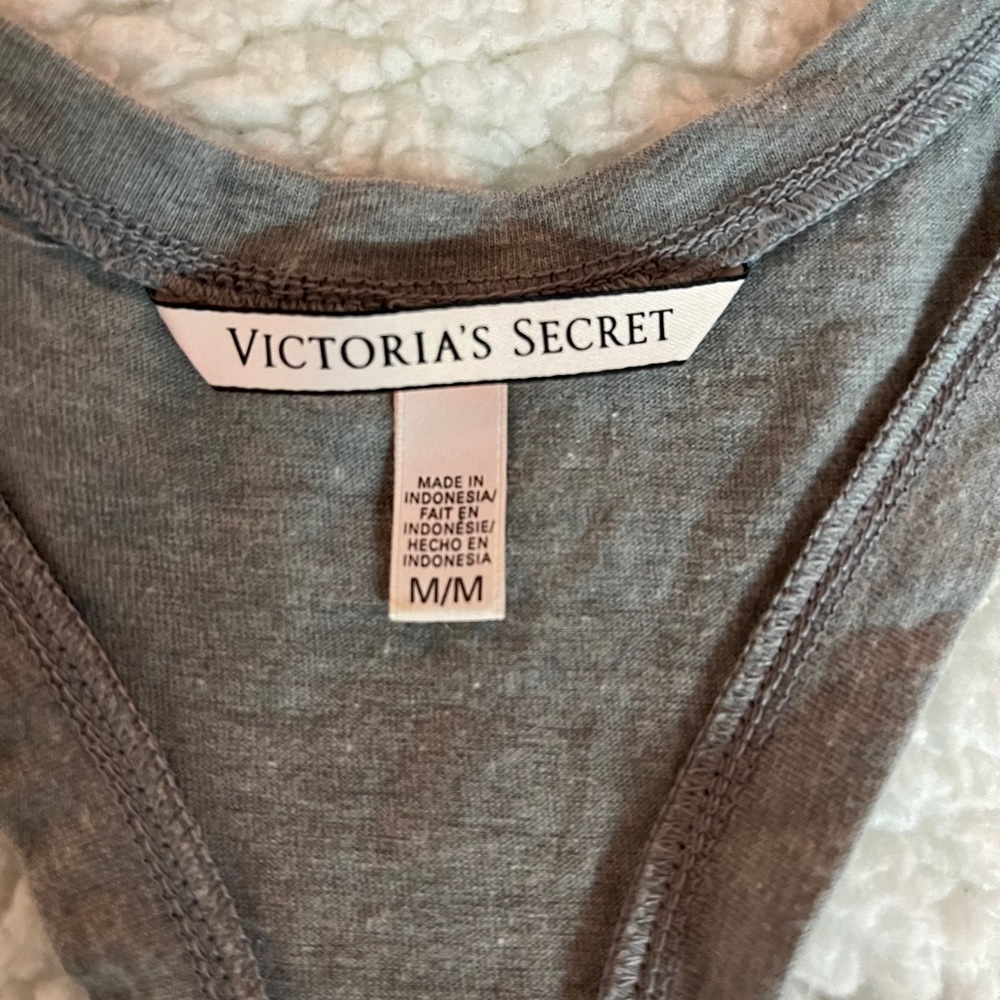 VICTORIA'S SECRET
MADE IN
INDONESIA/
FAIT EN
INDONÉSIE/
HECHO EN
INDONESIA
M/M